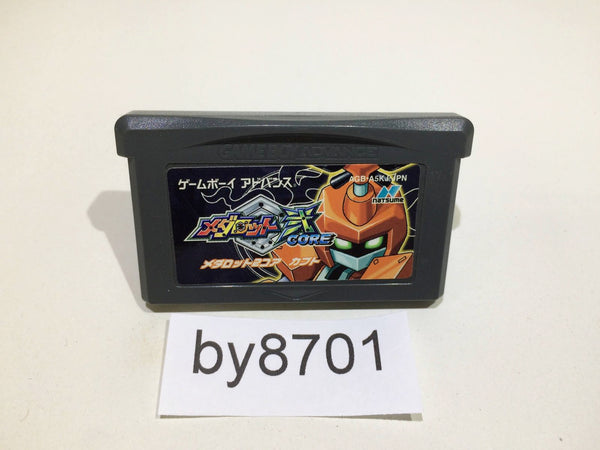 GAME BOY ADVANCE
ゲームボーイ アドバンス
AGB-A5KJ-JPN
natsume
メダロット弐
CORE
メダロット2コア カブト
by8701